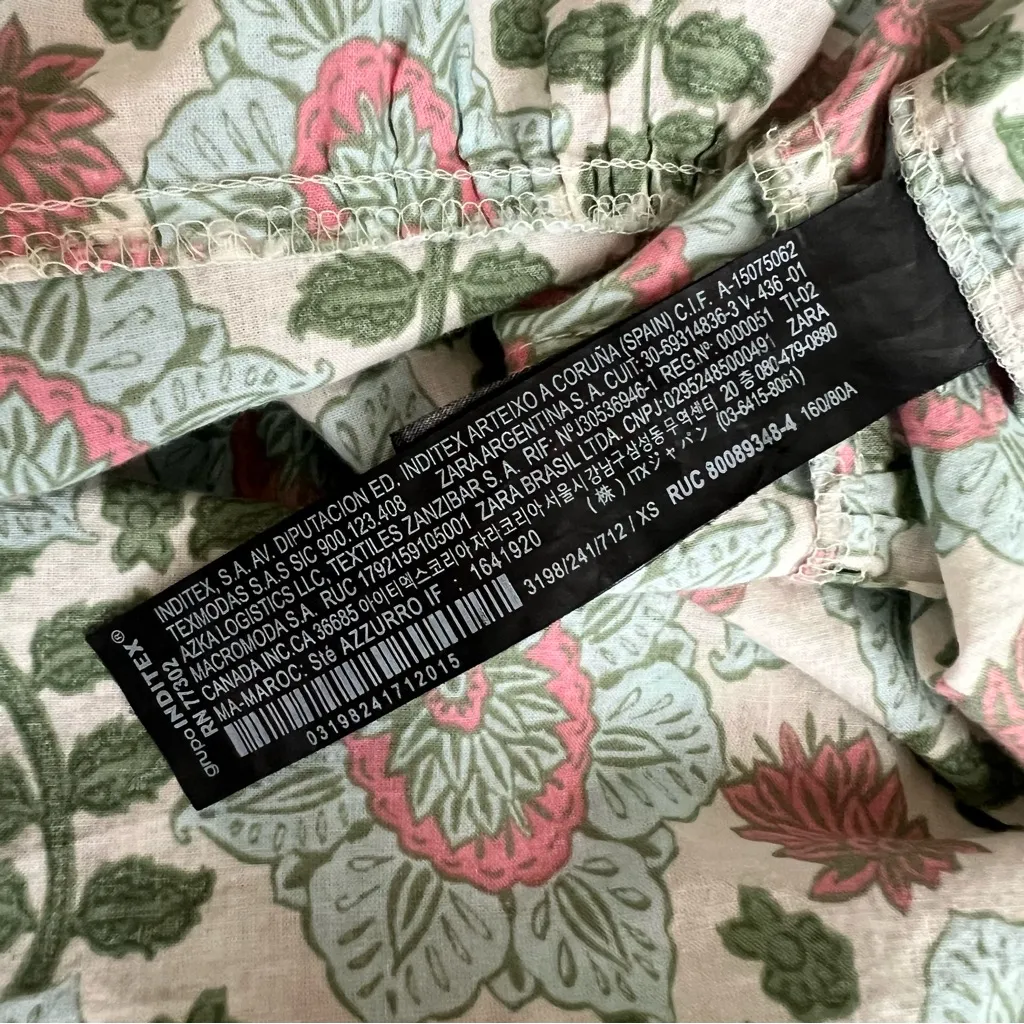 grupo INDITEX®
RN 77302
INDITEX, S.A. AV. DIPUTACION ED. INDITEX ARTEIXO A CORUÑA (SPAIN) C.I.F. A-15075062
TEXMODAS S.A.S SIC 900.123.408 ZARA ARGENTINA S.A. CUIT:30-69314836-3 V- 436 -01
AZKA LOGISTICS LLC, TEXTILES ZANZIBAR S. A. RIF: Nº J30536946-1 REG.Nº: 0000051 TI-02
MACROMODA S.A. RUC 1792159105001 ZARA BRASIL LTDA. CNPJ: 02952485000491 ZARA
CANADA INC.CA 36685 아이티엑스코리아 자라코리아 서울시 강남구 삼성동 무역센터 20 층 080-479-0880
MA-MAROC: Sté AZZURRO IF : 1641920 (株) ITXジャパン (03-6415-8061)
03198241712015
3198/241/712 / XS RUC 80089348-4 160/80A